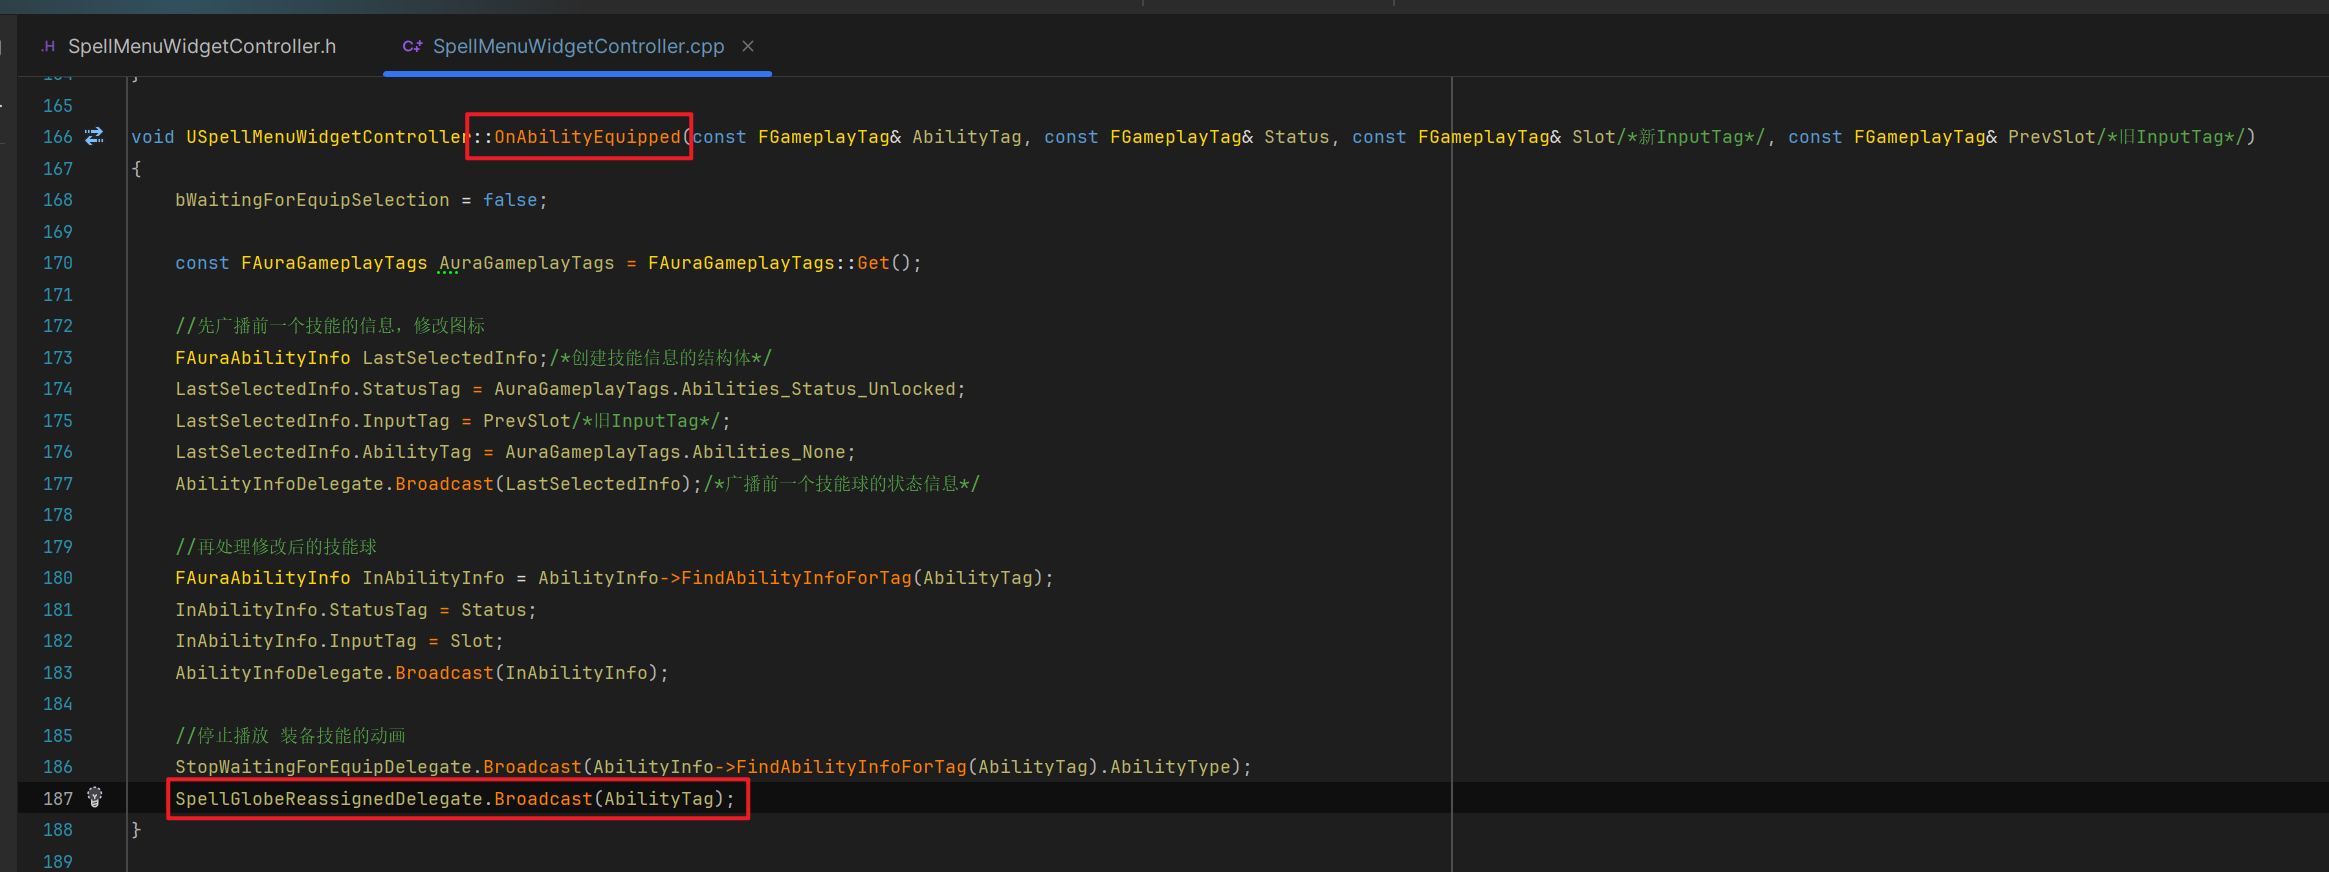 .H SpellMenuWidgetController.h C++ SpellMenuWidgetController.cpp ×
165
166 void USpellMenuWidgetController::OnAbilityEquipped(const FGameplayTag& AbilityTag, const FGameplayTag& Status, const FGameplayTag& Slot/*新InputTag*/, const FGameplayTag& PrevSlot/*旧InputTag*/)
167 {
168 bWaitingForEquipSelection = false;
169
170 const FAuraGameplayTags AuraGameplayTags = FAuraGameplayTags::Get();
171
172 //先广播前一个技能的信息，修改图标
173 FAuraAbilityInfo LastSelectedInfo;/*创建技能信息的结构体*/
174 LastSelectedInfo.StatusTag = AuraGameplayTags.Abilities_Status_Unlocked;
175 LastSelectedInfo.InputTag = PrevSlot/*旧InputTag*/;
176 LastSelectedInfo.AbilityTag = AuraGameplayTags.Abilities_None;
177 AbilityInfoDelegate.Broadcast(LastSelectedInfo);/*广播前一个技能球的状态信息*/
178
179 //再处理修改后的技能球
180 FAuraAbilityInfo InAbilityInfo = AbilityInfo->FindAbilityInfoForTag(AbilityTag);
181 InAbilityInfo.StatusTag = Status;
182 InAbilityInfo.InputTag = Slot;
183 AbilityInfoDelegate.Broadcast(InAbilityInfo);
184
185 //停止播放 装备技能的动画
186 StopWaitingForEquipDelegate.Broadcast(AbilityInfo->FindAbilityInfoForTag(AbilityTag).AbilityType);
187 SpellGlobeReassignedDelegate.Broadcast(AbilityTag);
188 }
189